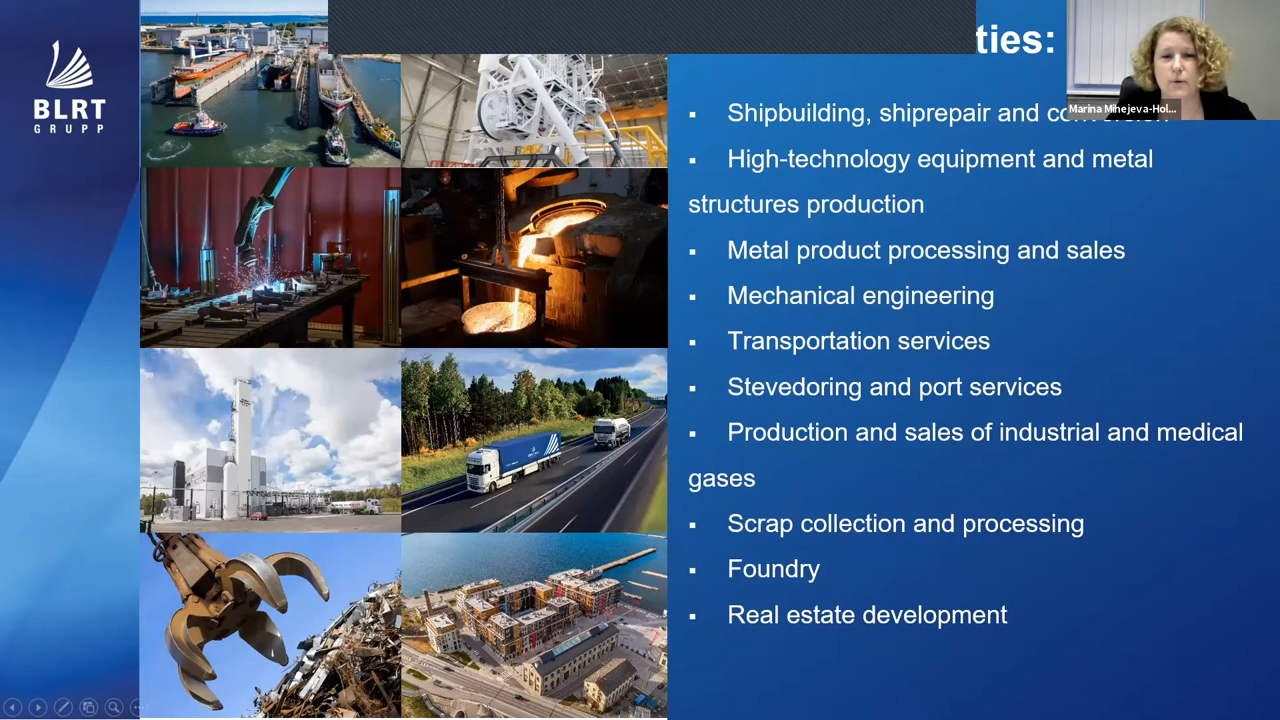 BLRT
GRUPP
ties:
Marina Mihejeva-Hol...
▪ Shipbuilding, shiprepair and
▪ High-technology equipment and metal
structures production
▪ Metal product processing and sales
▪ Mechanical engineering
▪ Transportation services
▪ Stevedoring and port services
▪ Production and sales of industrial and medical
gases
▪ Scrap collection and processing
▪ Foundry
▪ Real estate development